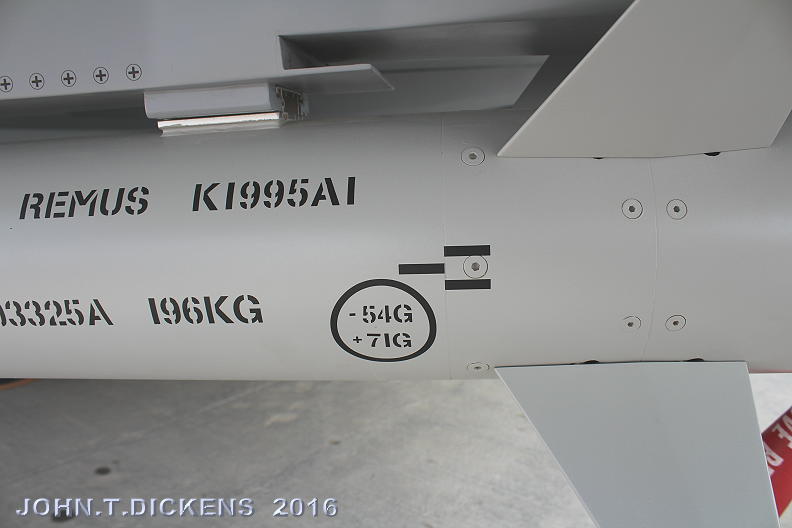 REMUS K1995A1
3325A 196KG
-54G
+71G
JOHN.T.DICKENS 2016